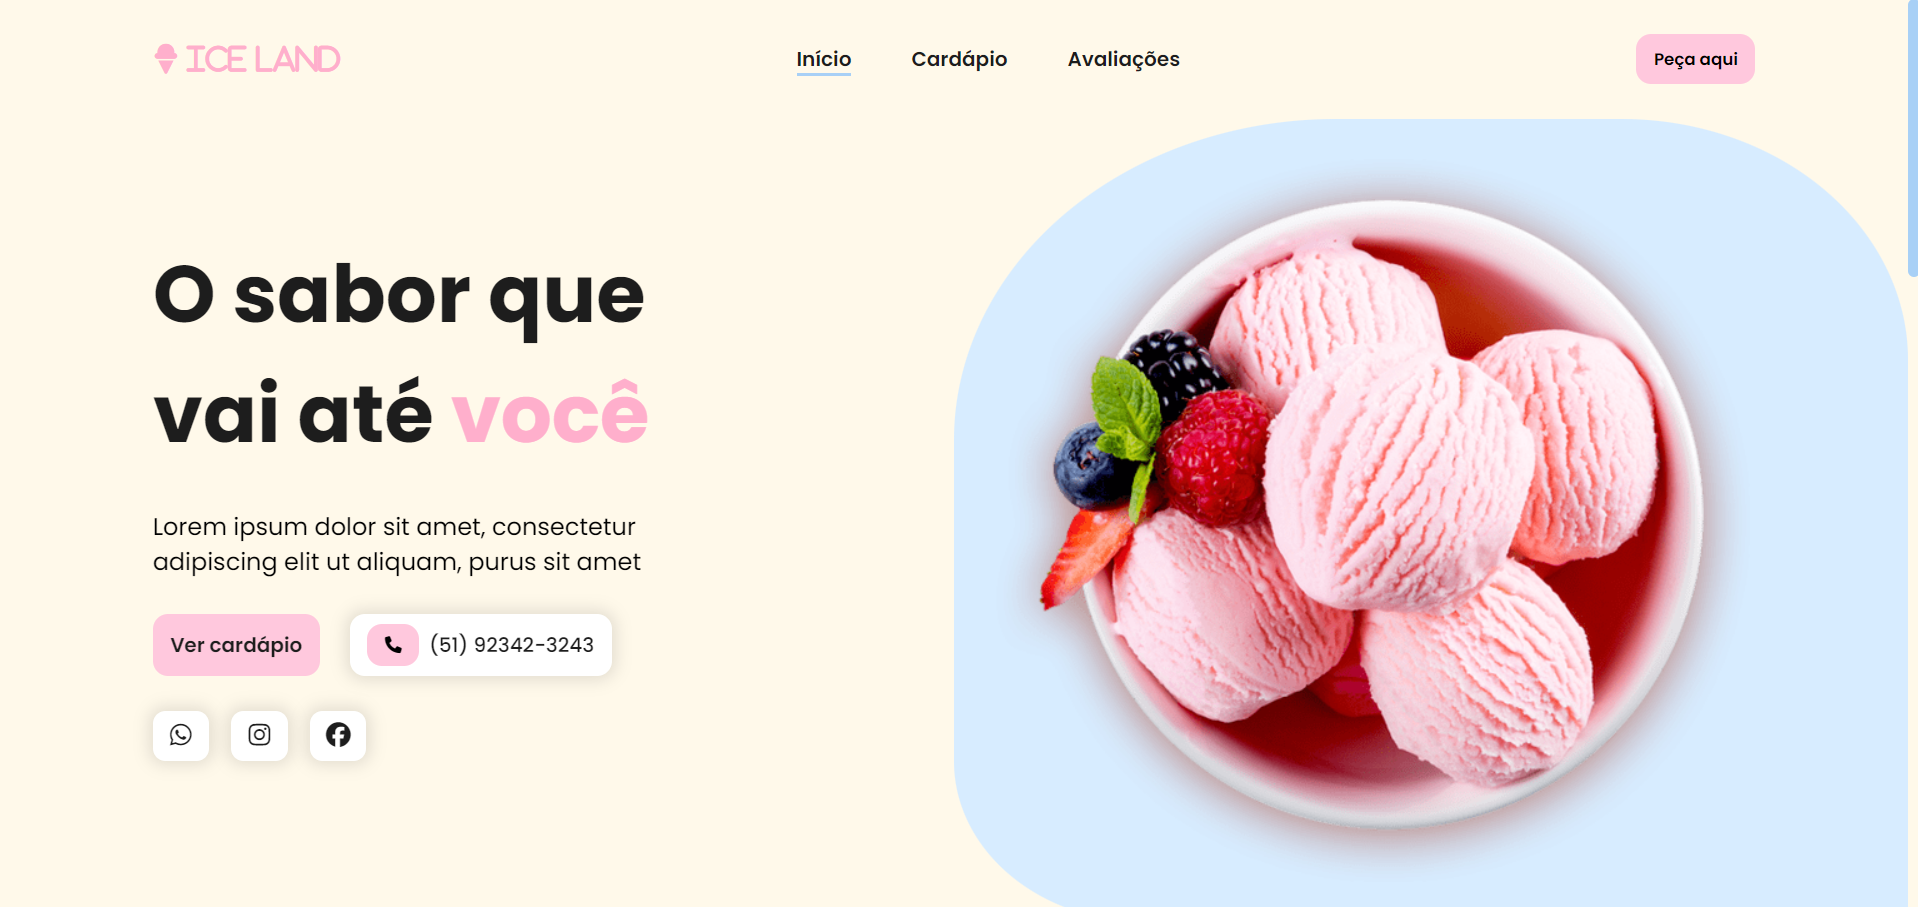 ICE LAND
Início Cardápio Avaliações
Peça aqui
O sabor que
vai até você
Lorem ipsum dolor sit amet, consectetur
adipiscing elit ut aliquam, purus sit amet
Ver cardápio
(51) 92342-3243